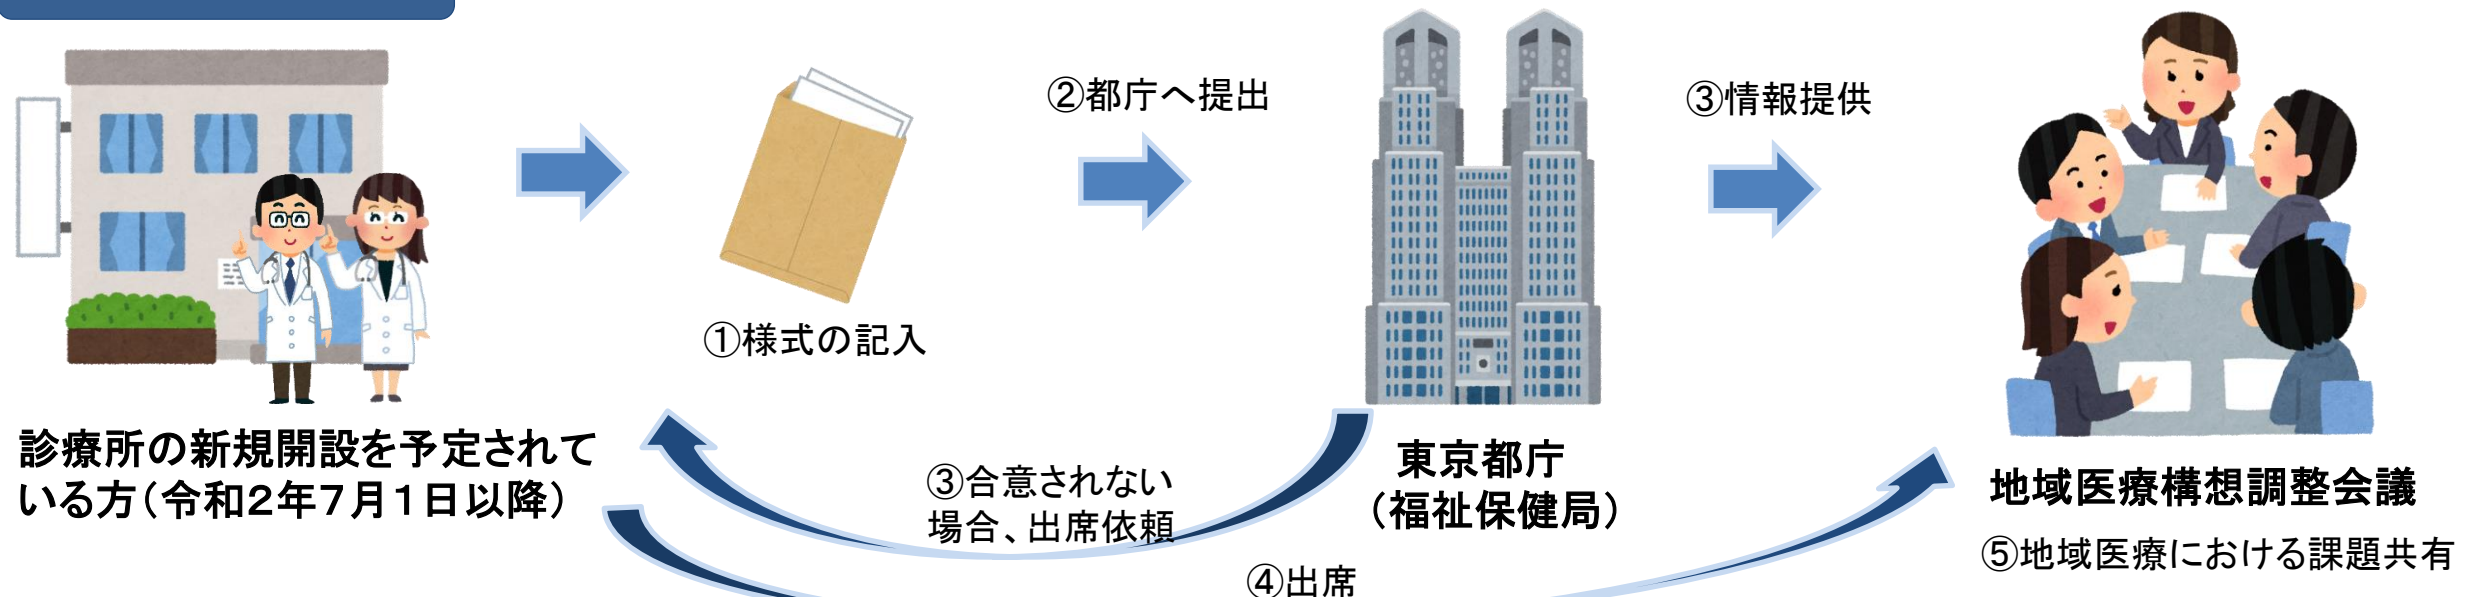 ②都庁へ提出
③情報提供
①様式の記入
診療所の新規開設を予定されて
いる方（令和２年７月１日以降）
③合意されない
場合、出席依頼
東京都庁
（福祉保健局）
地域医療構想調整会議
④出席
⑤地域医療における課題共有